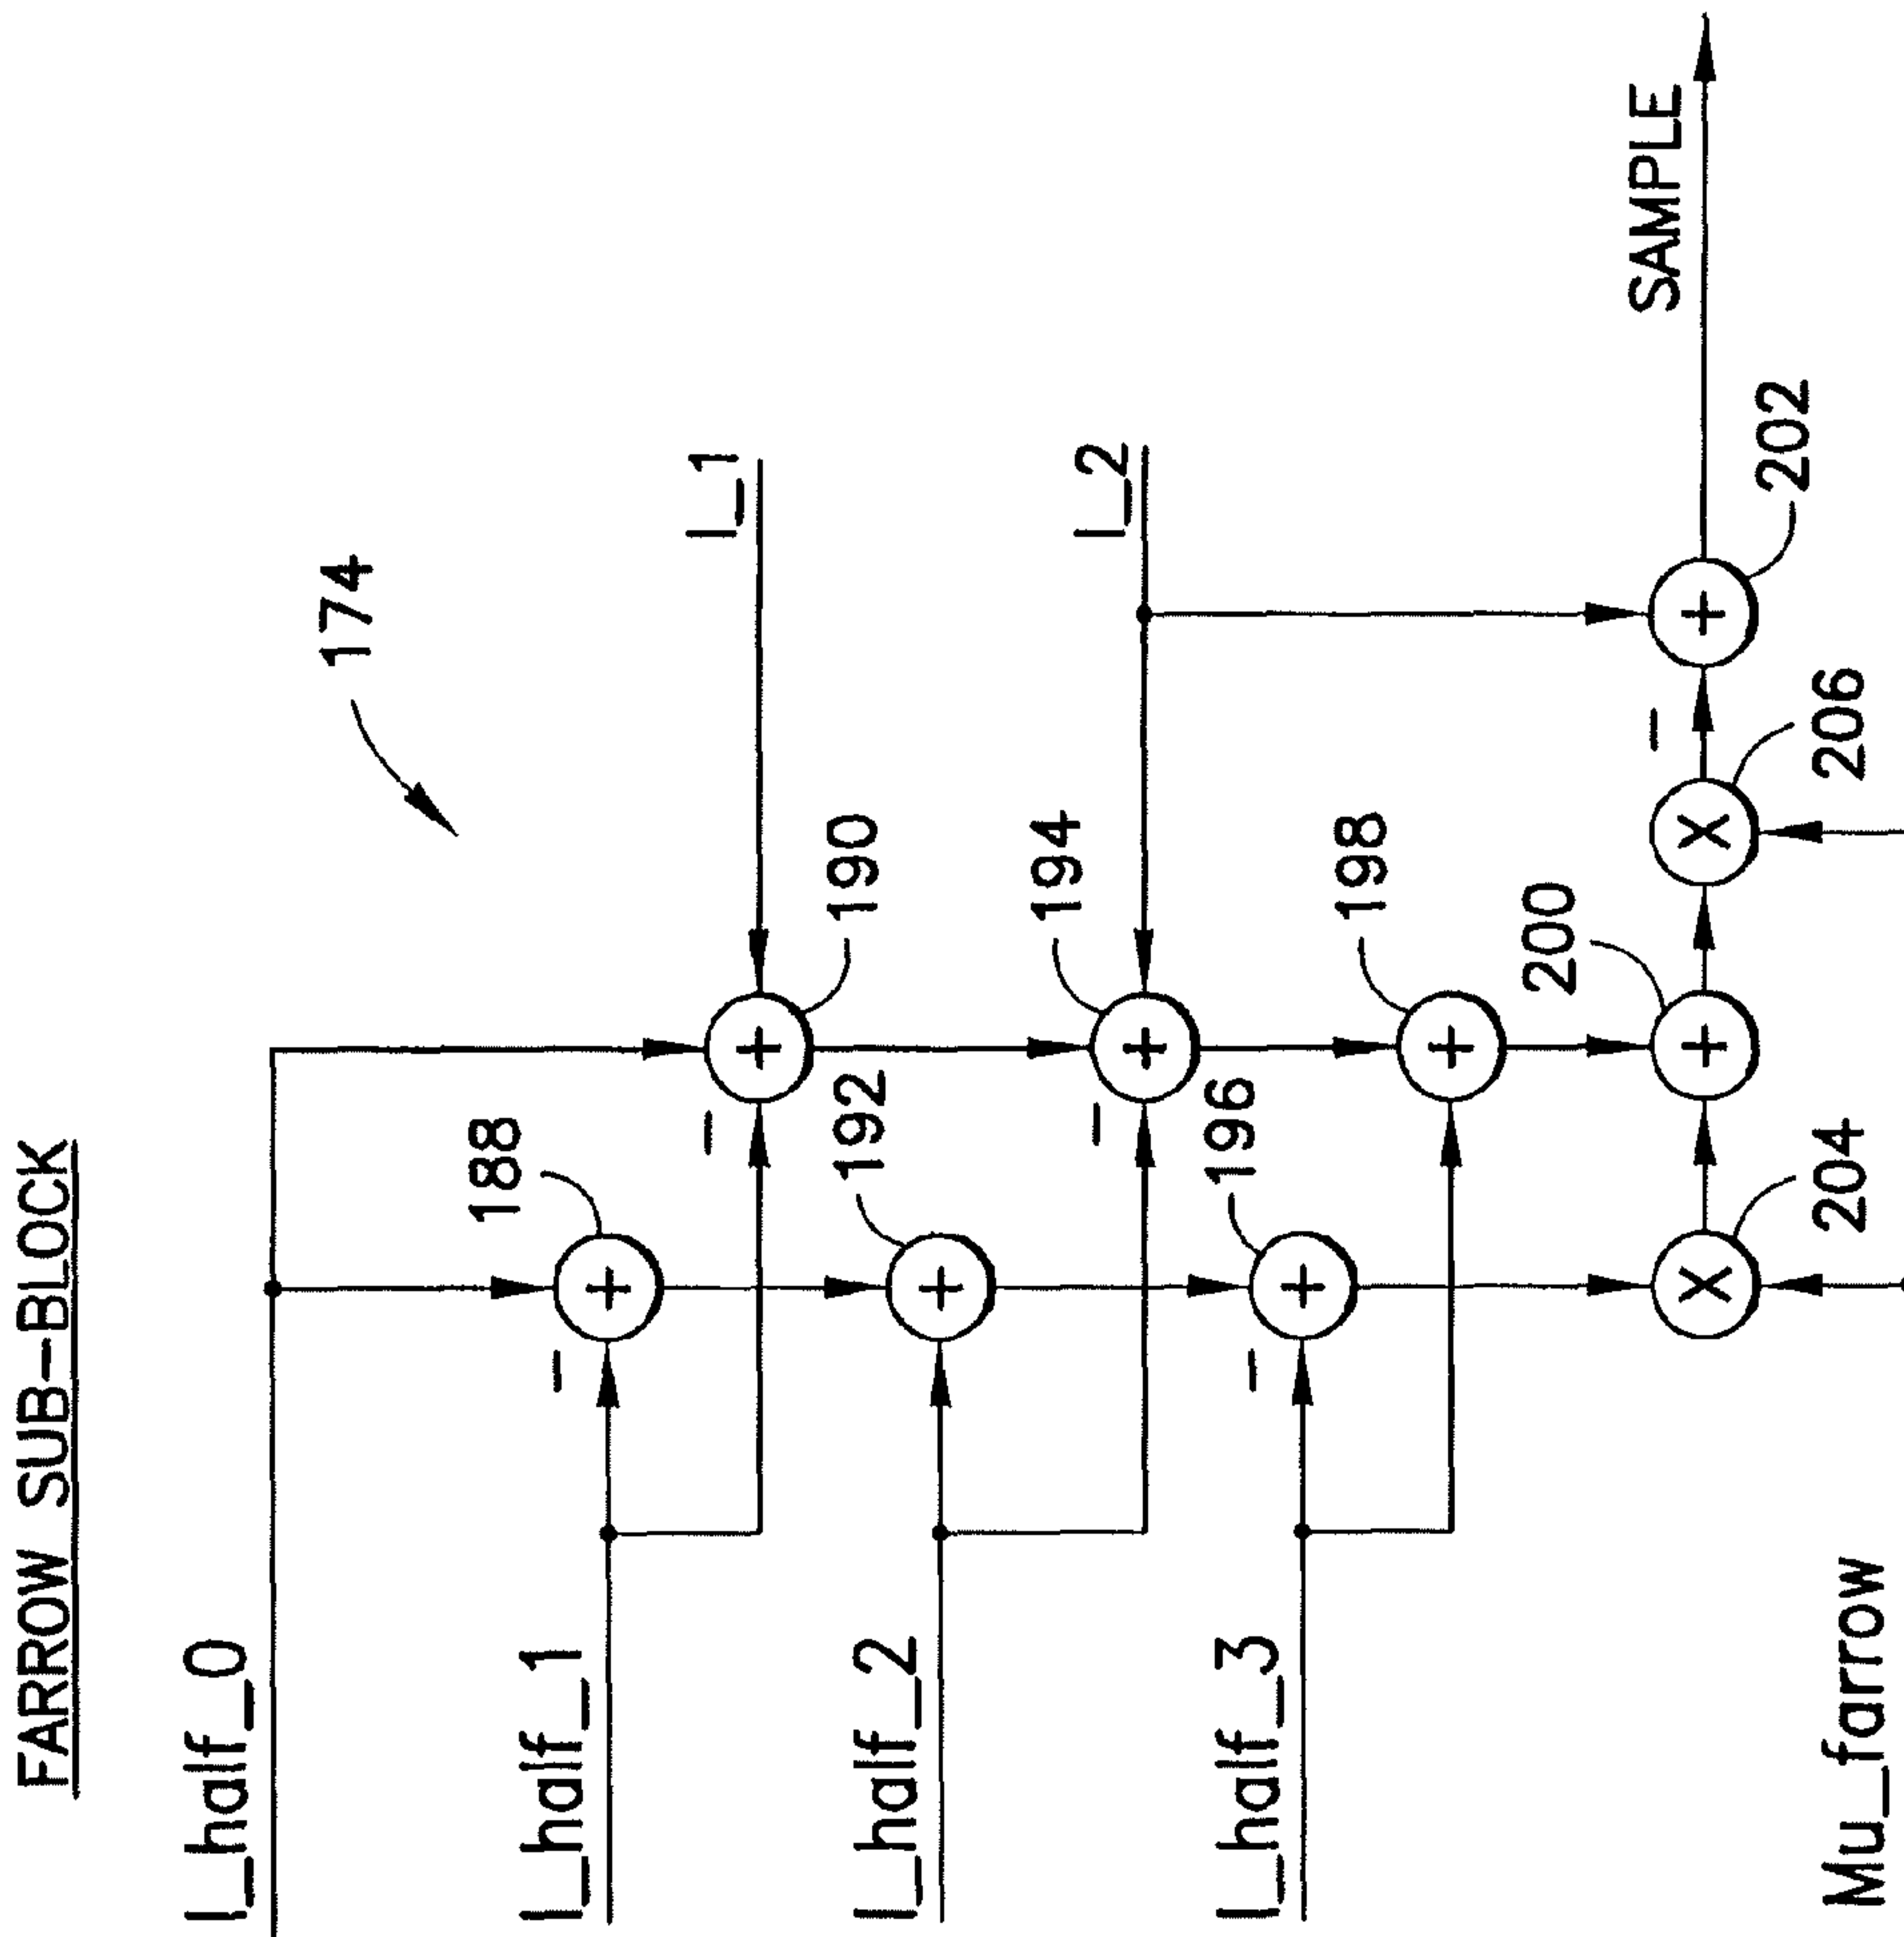 FARROW SUB-BLOCK
174
I_half_0
I_half_1
I_half_2
I_half_3
Mu_farrow
188
190
192
194
196
198
200
202
204
206
I_1
I_2
SAMPLE
+
+
+
+
+
+
+
+
X
X
-
-
-
-
-